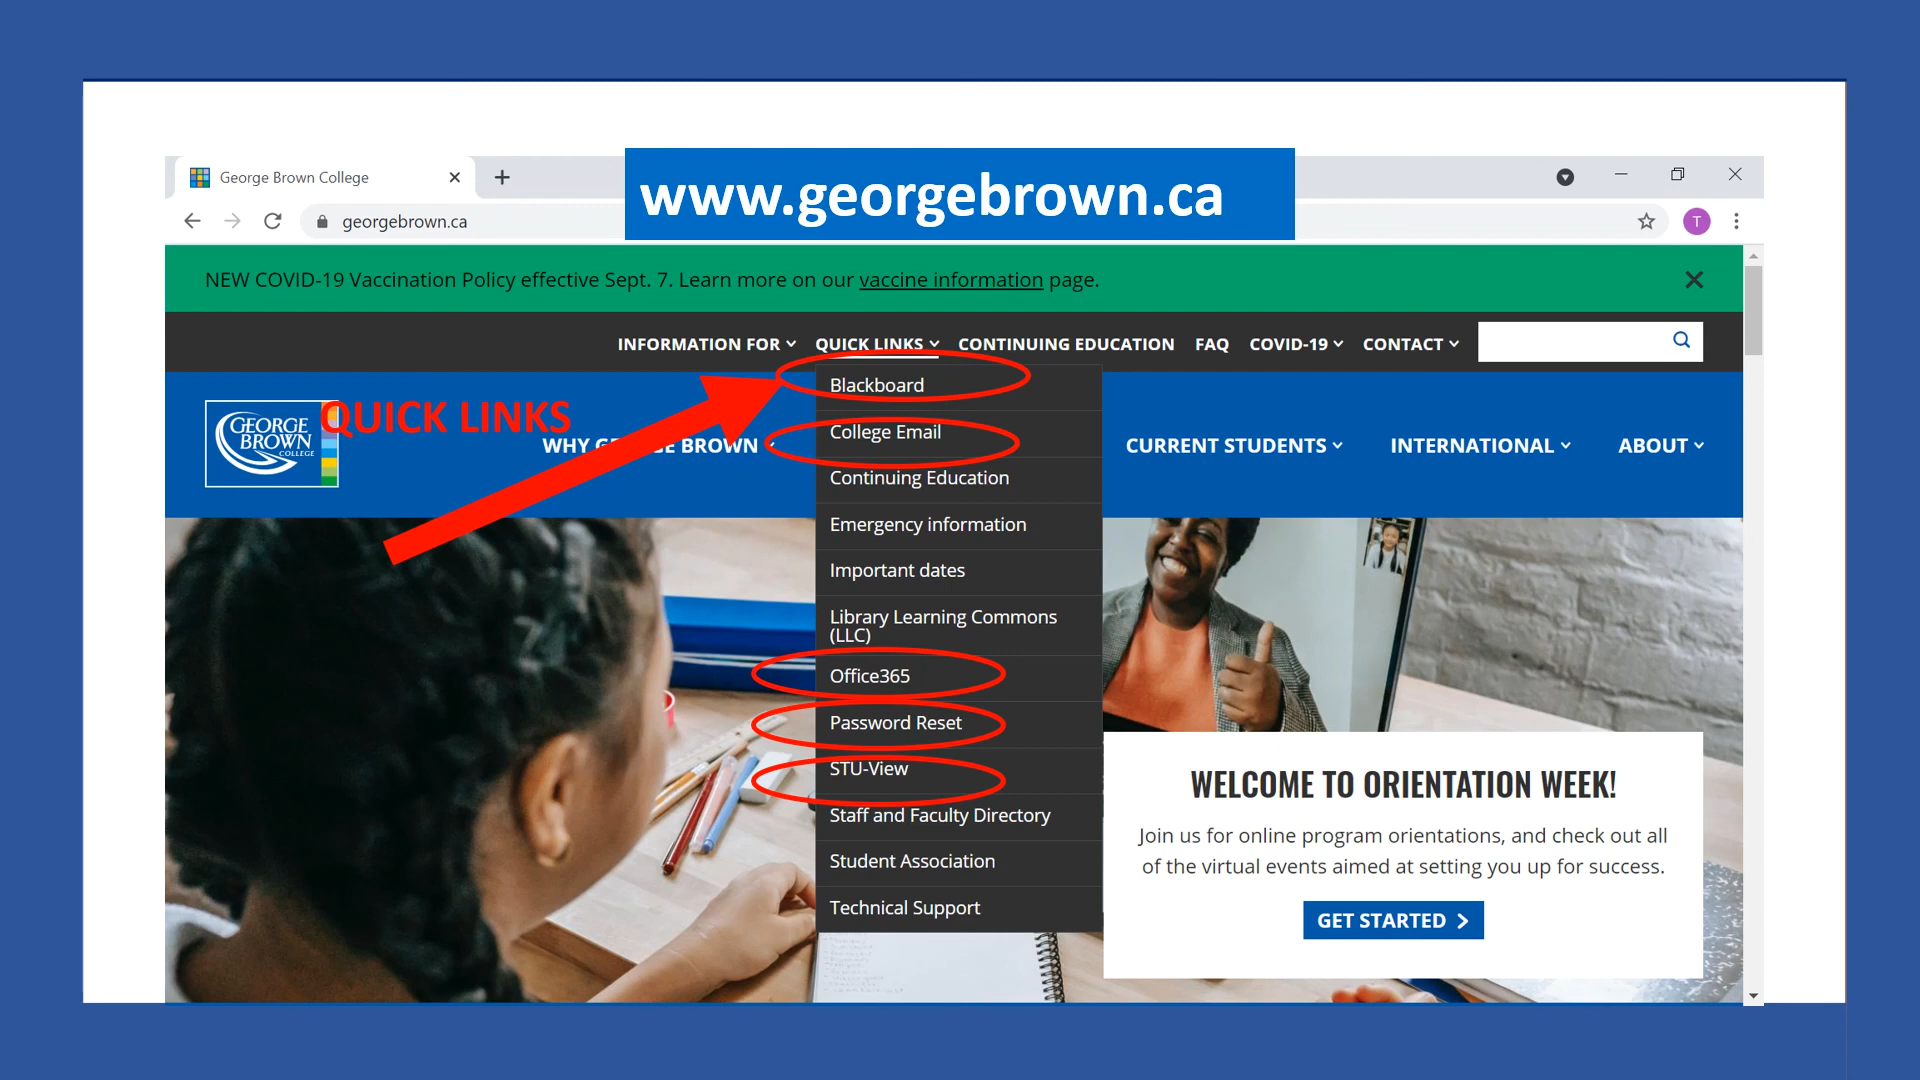 George Brown College
www.georgebrown.ca
georgebrown.ca
T
NEW COVID-19 Vaccination Policy effective Sept. 7. Learn more on our vaccine information page.
INFORMATION FOR QUICK LINKS CONTINUING EDUCATION FAQ COVID-19 CONTACT
GEORGE
BROWN
COLLEGE
QUICK LINKS
WHY GEORGE BROWN CURRENT STUDENTS INTERNATIONAL ABOUT
Blackboard
College Email
Continuing Education
Emergency information
Important dates
Library Learning Commons
(LLC)
Office365
Password Reset
STU-View
Staff and Faculty Directory
Student Association
Technical Support
WELCOME TO ORIENTATION WEEK!
Join us for online program orientations, and check out all
of the virtual events aimed at setting you up for success.
GET STARTED